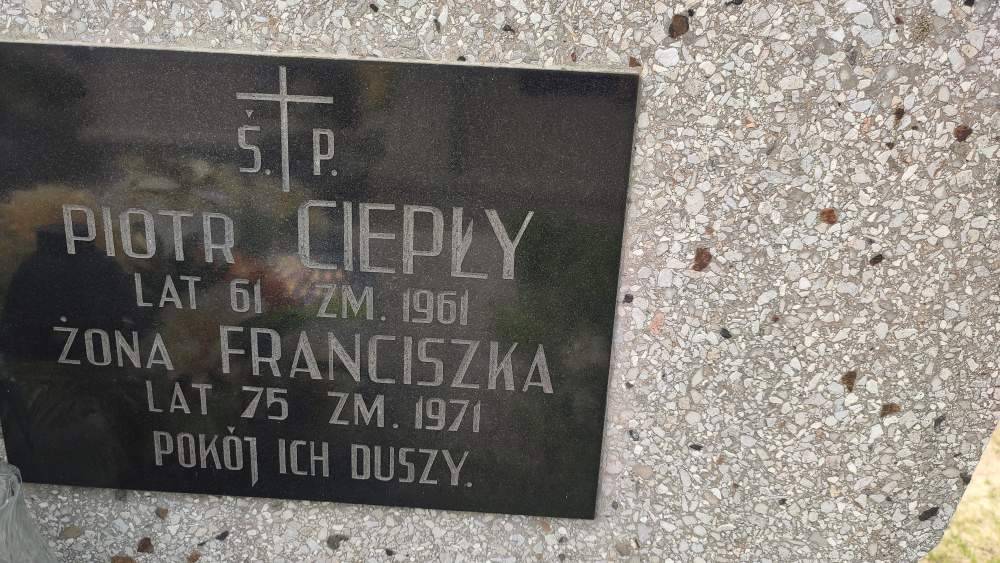 Ś. P.
PIOTR CIEPŁY
LAT 61 ZM. 1961
ŻONA FRANCISZKA
LAT 75 ZM. 1971
POKÓJ ICH DUSZY.